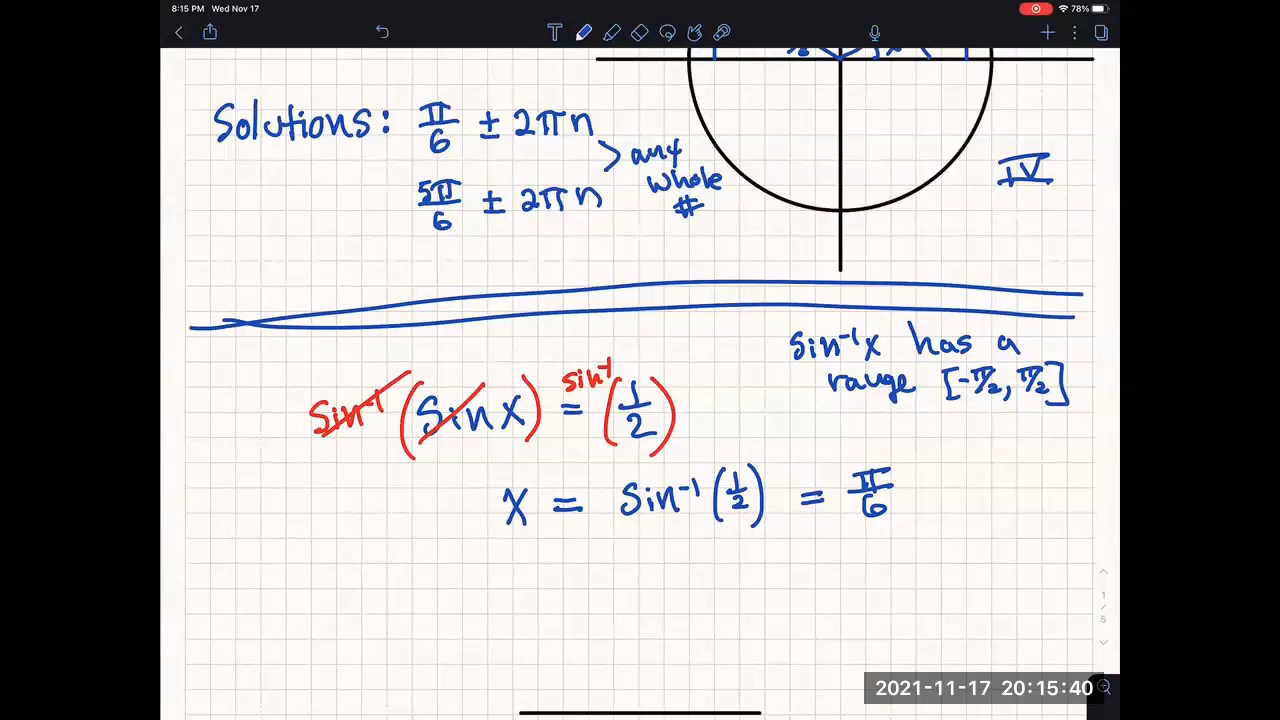 8:15 PM Wed Nov 17
78%
Solutions: π/6 ± 2πn
5π/6 ± 2πn
> any whole #
IV
sin⁻¹x has a
range [-π/2, π/2]
sin⁻¹(sin x) = sin⁻¹(1/2)
x = sin⁻¹(1/2) = π/6
1
/
5
2021-11-17 20:15:40